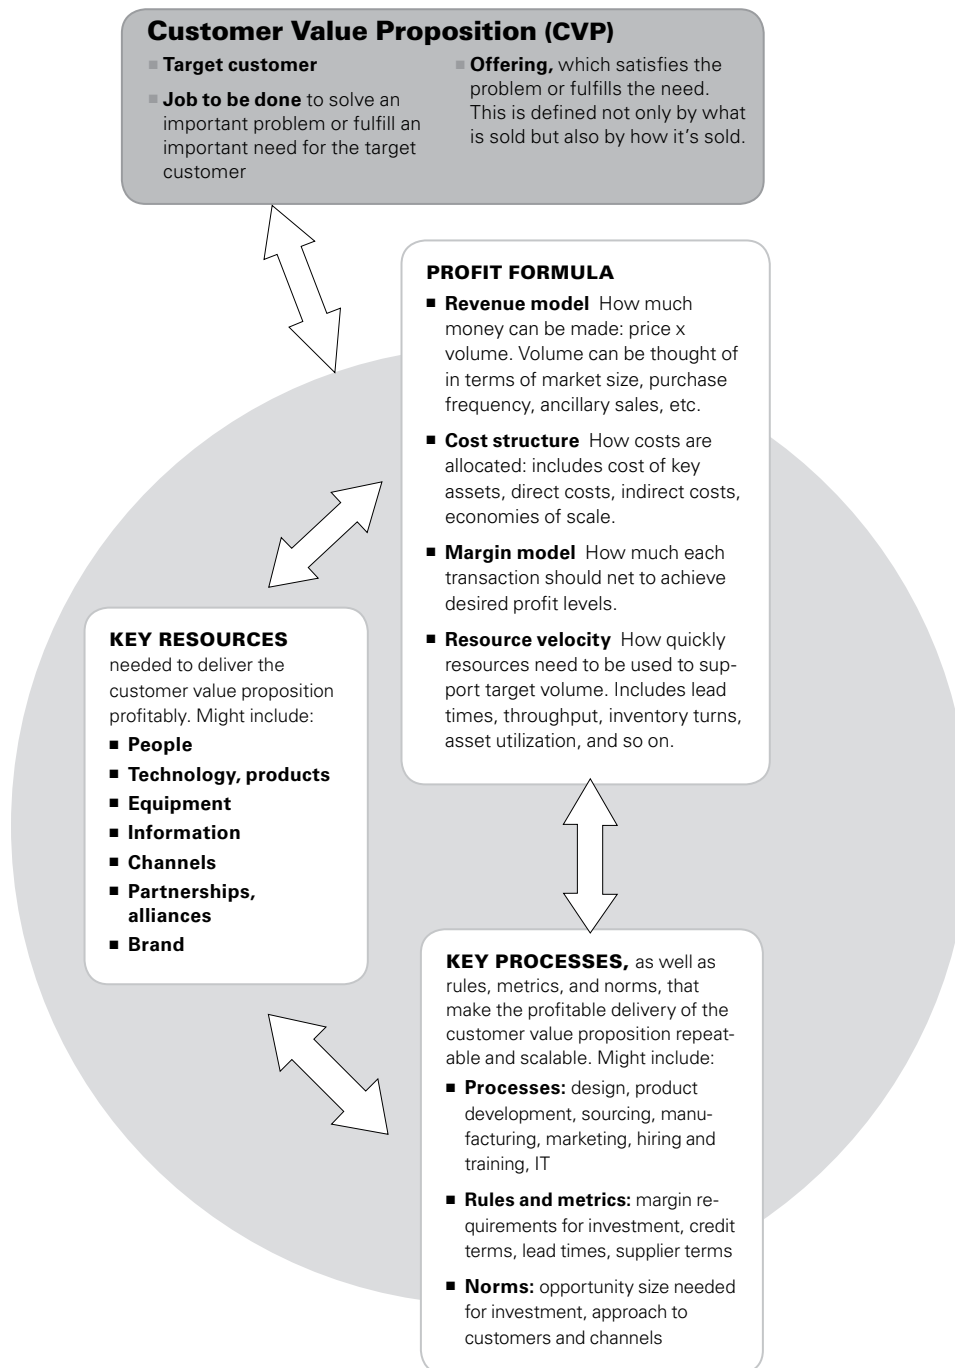 Customer Value Proposition (CVP)
■ Target customer
■ Job to be done to solve an
important problem or fulfill an
important need for the target
customer
■ Offering, which satisfies the
problem or fulfills the need.
This is defined not only by what
is sold but also by how it's sold.
PROFIT FORMULA
■ Revenue model How much
money can be made: price x
volume. Volume can be thought of
in terms of market size, purchase
frequency, ancillary sales, etc.
■ Cost structure How costs are
allocated: includes cost of key
assets, direct costs, indirect costs,
economies of scale.
■ Margin model How much each
transaction should net to achieve
desired profit levels.
■ Resource velocity How quickly
resources need to be used to sup-
port target volume. Includes lead
times, throughput, inventory turns,
asset utilization, and so on.
KEY RESOURCES
needed to deliver the
customer value proposition
profitably. Might include:
■ People
■ Technology, products
■ Equipment
■ Information
■ Channels
■ Partnerships,
alliances
■ Brand
KEY PROCESSES, as well as
rules, metrics, and norms, that
make the profitable delivery of the
customer value proposition repeat-
able and scalable. Might include:
■ Processes: design, product
development, sourcing, manu-
facturing, marketing, hiring and
training, IT
■ Rules and metrics: margin re-
quirements for investment, credit
terms, lead times, supplier terms
■ Norms: opportunity size needed
for investment, approach to
customers and channels